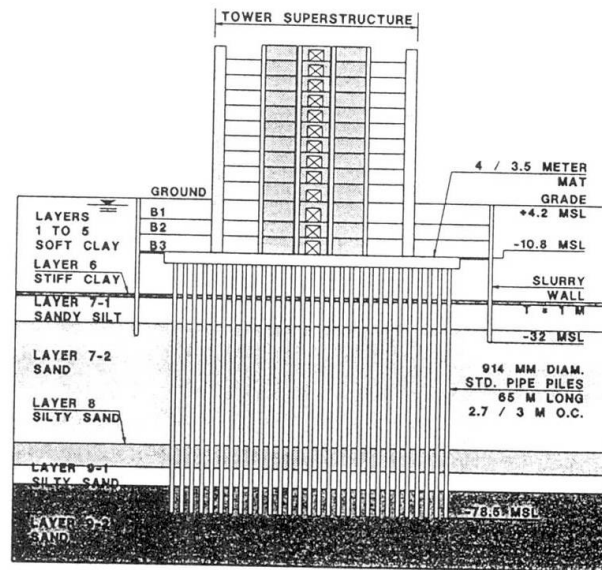 TOWER SUPERSTRUCTURE
4 / 3.5 METER
MAT
GROUND
GRADE
+4.2 MSL
LAYERS
1 TO 5
SOFT CLAY
B1
B2
B3
-10.8 MSL
LAYER 6
STIFF CLAY
SLURRY
WALL
T = 1 M
LAYER 7-1
SANDY SILT
-32 MSL
LAYER 7-2
SAND
914 MM DIAM.
STD. PIPE PILES
65 M LONG
2.7 / 3 M O.C.
LAYER 8
SILTY SAND
LAYER 9-1
SILTY SAND
-78.5 MSL
LAYER 9-2
SAND